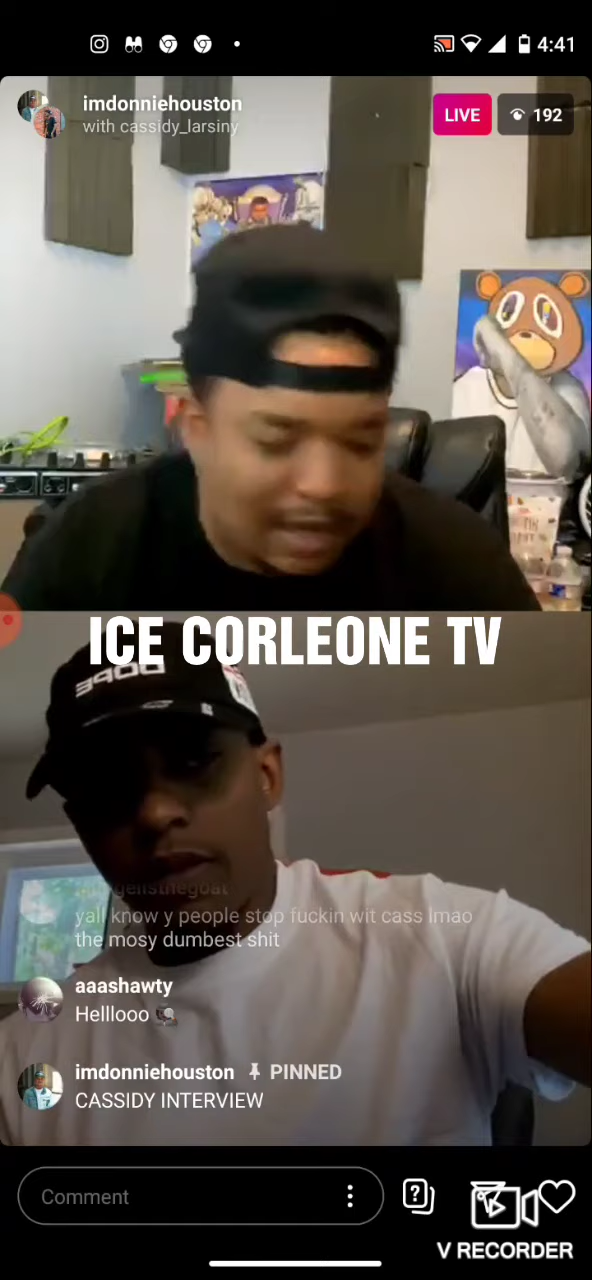 4:41
imdonniehouston
with cassidy_larsiny
LIVE
192
ICE CORLEONE TV
DOPE
yall know y people stop fuckin wit cass lmao
the mosy dumbest shit
aaashawty
Helllooo
imdonniehouston PINNED
CASSIDY INTERVIEW
Comment
V RECORDER